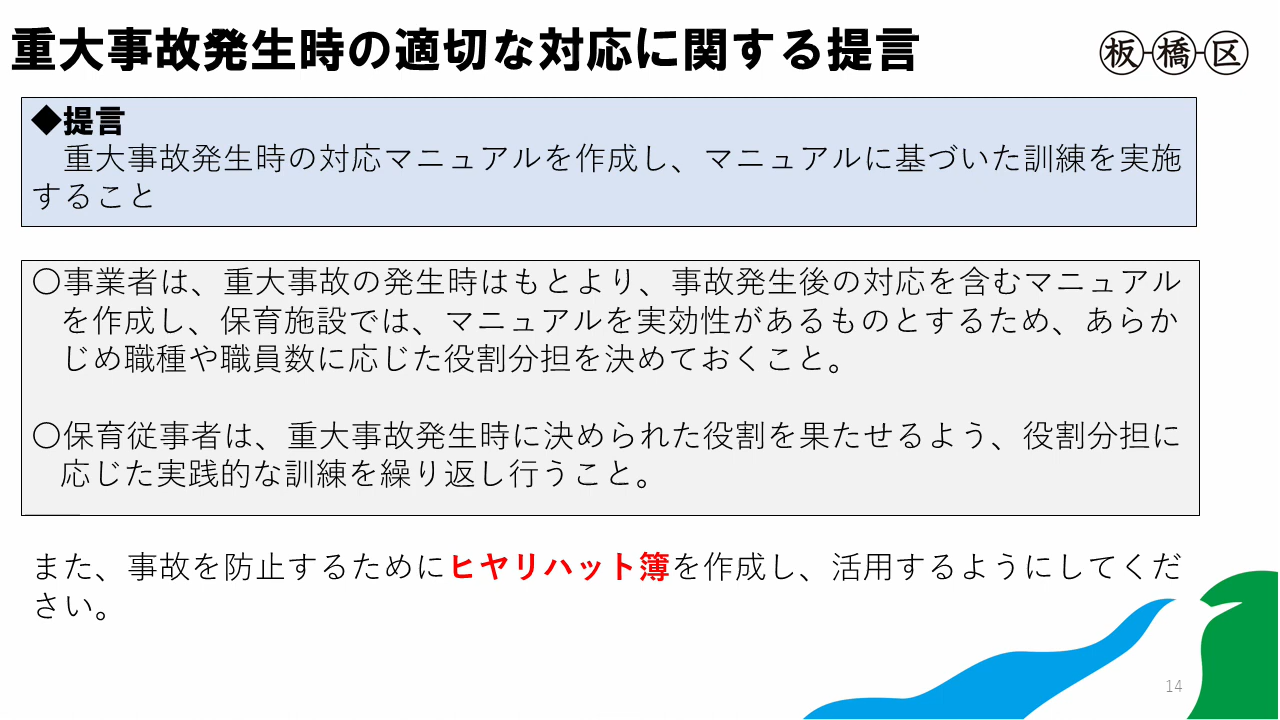 重大事故発生時の適切な対応に関する提言
板橋区
◆提言
　重大事故発生時の対応マニュアルを作成し、マニュアルに基づいた訓練を実施
すること
〇事業者は、重大事故の発生時はもとより、事故発生後の対応を含むマニュアル
を作成し、保育施設では、マニュアルを実効性があるものとするため、あらか
じめ職種や職員数に応じた役割分担を決めておくこと。
〇保育従事者は、重大事故発生時に決められた役割を果たせるよう、役割分担に
応じた実践的な訓練を繰り返し行うこと。
また、事故を防止するためにヒヤリハット簿を作成し、活用するようにしてくだ
さい。
14